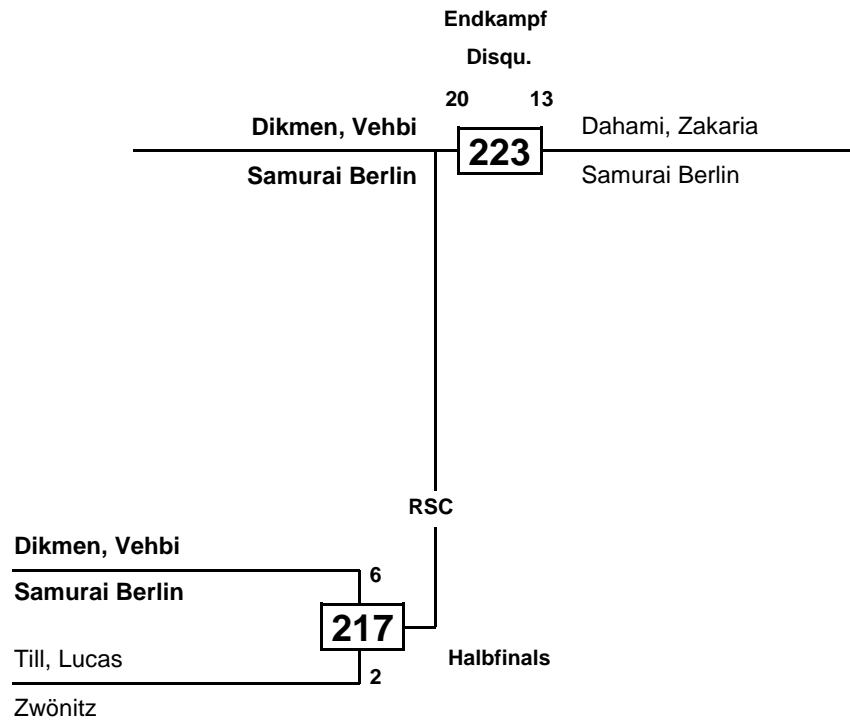 Endkampf
Disqu.
20 13
Dikmen, Vehbi 223 Dahami, Zakaria
Samurai Berlin Samurai Berlin
RSC
Dikmen, Vehbi
6
Samurai Berlin
217
Till, Lucas Halbfinals
2
Zwönitz